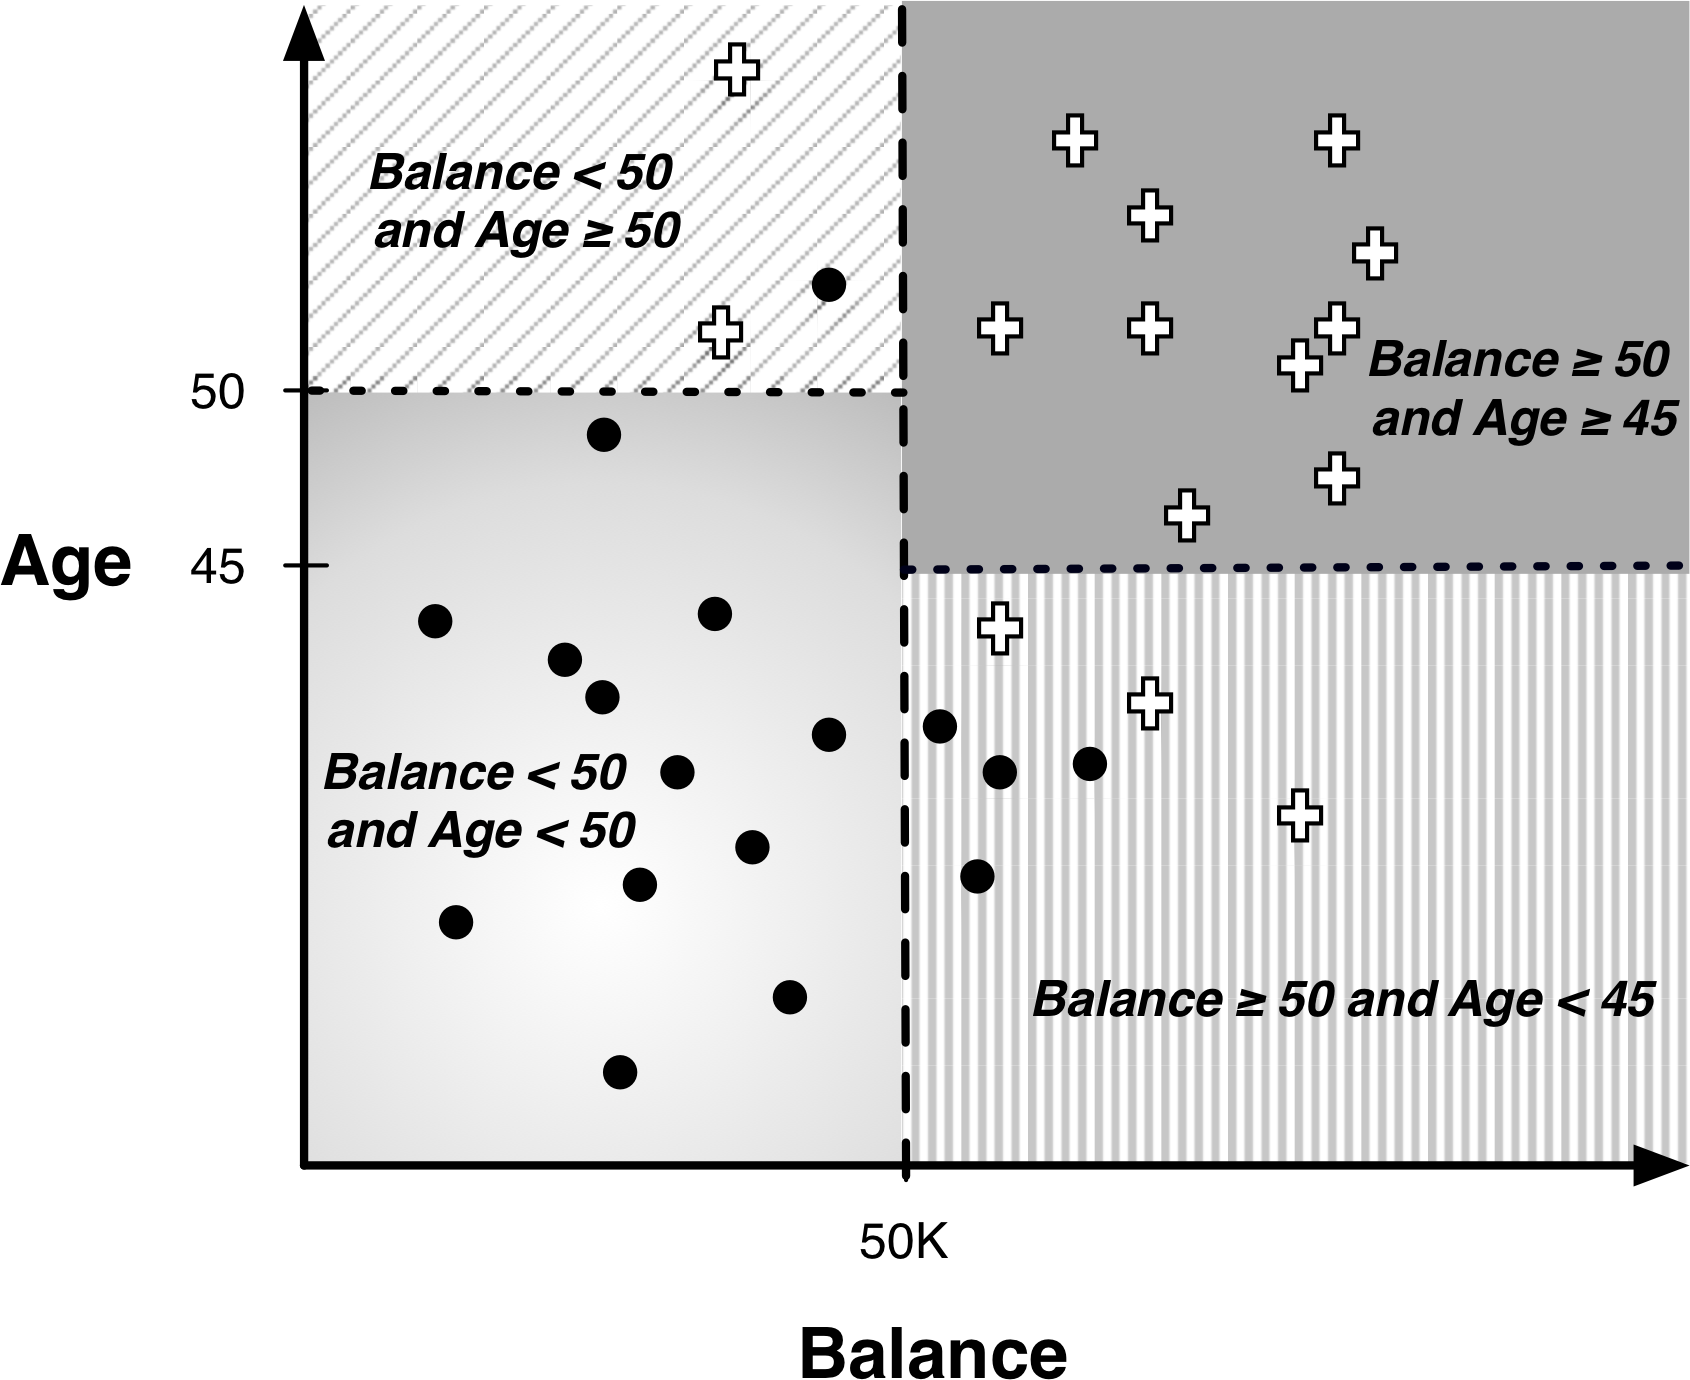 Balance < 50
and Age ≥ 50
Balance ≥ 50
and Age ≥ 45
50
Age
45
Balance < 50
and Age < 50
Balance ≥ 50 and Age < 45
50K
Balance